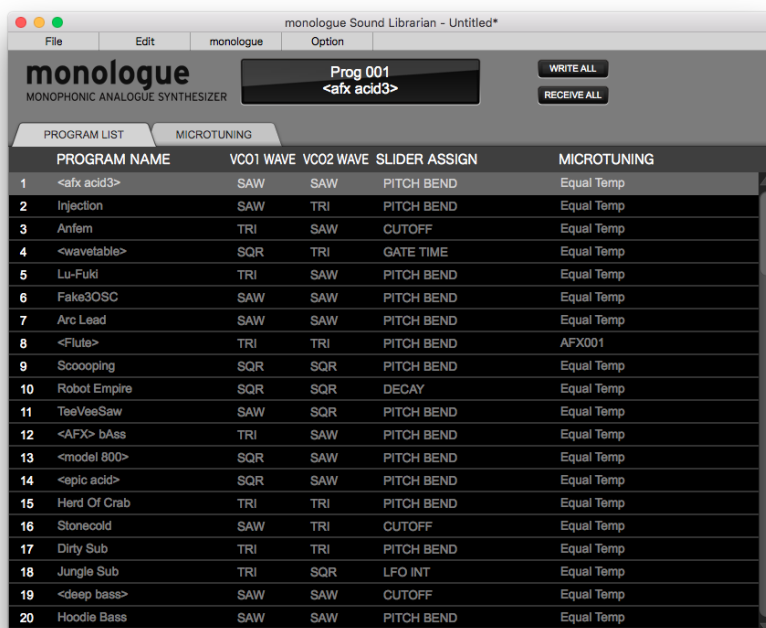 monologue Sound Librarian - Untitled*
File Edit monologue Option
monologue
MONOPHONIC ANALOGUE SYNTHESIZER
Prog 001
<afx acid3>
WRITE ALL
RECEIVE ALL
PROGRAM LIST MICROTUNING
PROGRAM NAME VCO1 WAVE VCO2 WAVE SLIDER ASSIGN MICROTUNING
1 <afx acid3> SAW SAW PITCH BEND Equal Temp
2 Injection SAW TRI PITCH BEND Equal Temp
3 Anfem TRI SAW CUTOFF Equal Temp
4 <wavetable> SQR TRI GATE TIME Equal Temp
5 Lu-Fuki TRI SAW PITCH BEND Equal Temp
6 Fake3OSC SAW SAW PITCH BEND Equal Temp
7 Arc Lead SAW SAW PITCH BEND Equal Temp
8 <Flute> TRI TRI PITCH BEND AFX001
9 Scoooping SQR SQR PITCH BEND Equal Temp
10 Robot Empire SQR SQR DECAY Equal Temp
11 TeeVeeSaw SAW SQR PITCH BEND Equal Temp
12 <AFX> bAss TRI SAW PITCH BEND Equal Temp
13 <model 800> SQR SAW PITCH BEND Equal Temp
14 <epic acid> SQR SAW PITCH BEND Equal Temp
15 Herd Of Crab TRI TRI PITCH BEND Equal Temp
16 Stonecold SAW TRI CUTOFF Equal Temp
17 Dirty Sub TRI TRI PITCH BEND Equal Temp
18 Jungle Sub TRI SQR LFO INT Equal Temp
19 <deep bass> SAW SAW CUTOFF Equal Temp
20 Hoodie Bass SAW SAW PITCH BEND Equal Temp